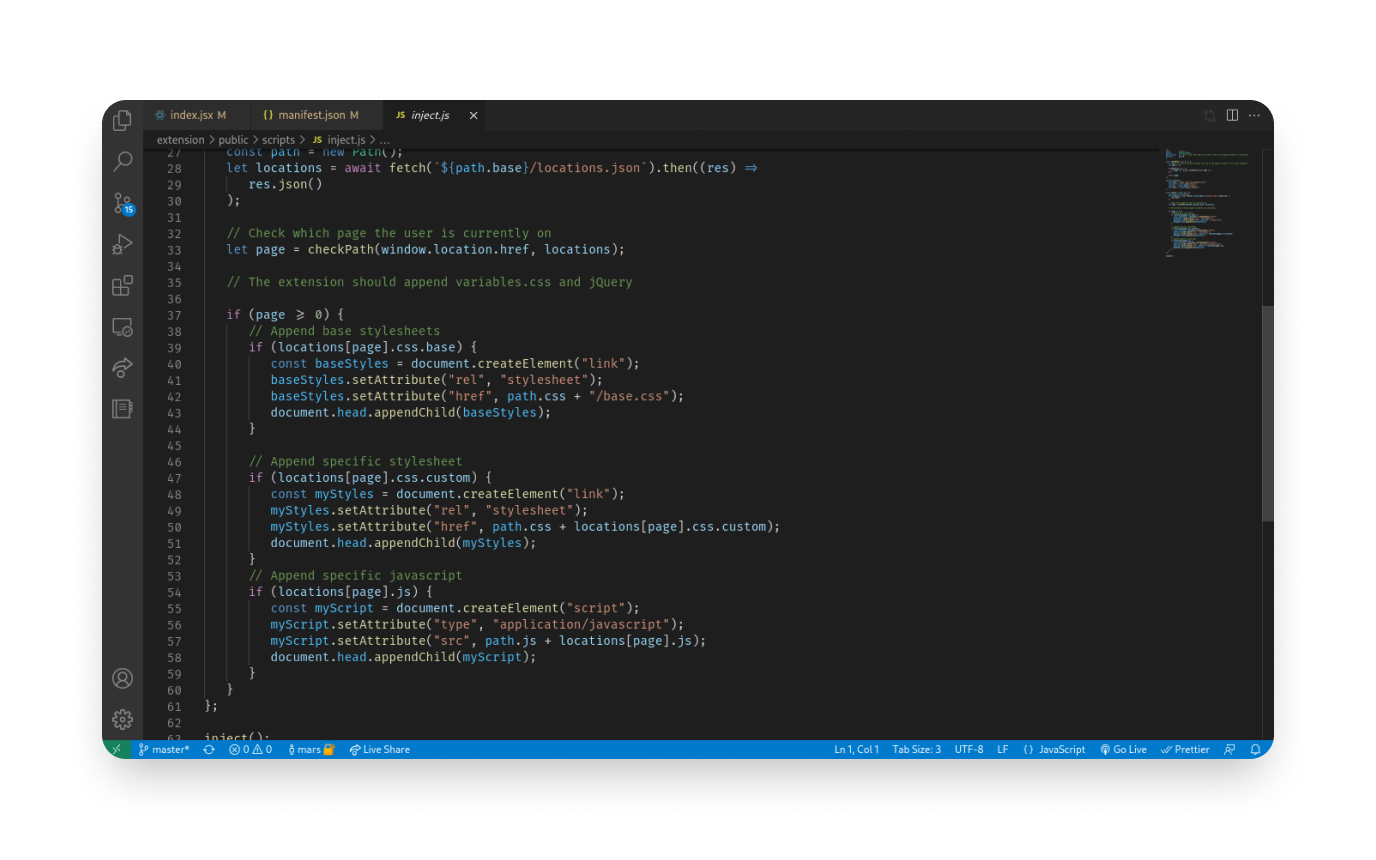 index.jsx M
{} manifest.json M
JS inject.js
extension > public > scripts > JS inject.js > ...
27 const path = new Path();
28 let locations = await fetch(`${path.base}/locations.json`).then((res) =>
29 res.json()
30 );
31
32 // Check which page the user is currently on
33 let page = checkPath(window.location.href, locations);
34
35 // The extension should append variables.css and jQuery
36
37 if (page >= 0) {
38 // Append base stylesheets
39 if (locations[page].css.base) {
40 const baseStyles = document.createElement("link");
41 baseStyles.setAttribute("rel", "stylesheet");
42 baseStyles.setAttribute("href", path.css + "/base.css");
43 document.head.appendChild(baseStyles);
44 }
45
46 // Append specific stylesheet
47 if (locations[page].css.custom) {
48 const myStyles = document.createElement("link");
49 myStyles.setAttribute("rel", "stylesheet");
50 myStyles.setAttribute("href", path.css + locations[page].css.custom);
51 document.head.appendChild(myStyles);
52 }
53 // Append specific javascript
54 if (locations[page].js) {
55 const myScript = document.createElement("script");
56 myScript.setAttribute("type", "application/javascript");
57 myScript.setAttribute("src", path.js + locations[page].js);
58 document.head.appendChild(myScript);
59 }
60 }
61 };
62
63 inject();
15
master* 0 0 mars Live Share Ln 1, Col 1 Tab Size: 3 UTF-8 LF {} JavaScript Go Live Prettier